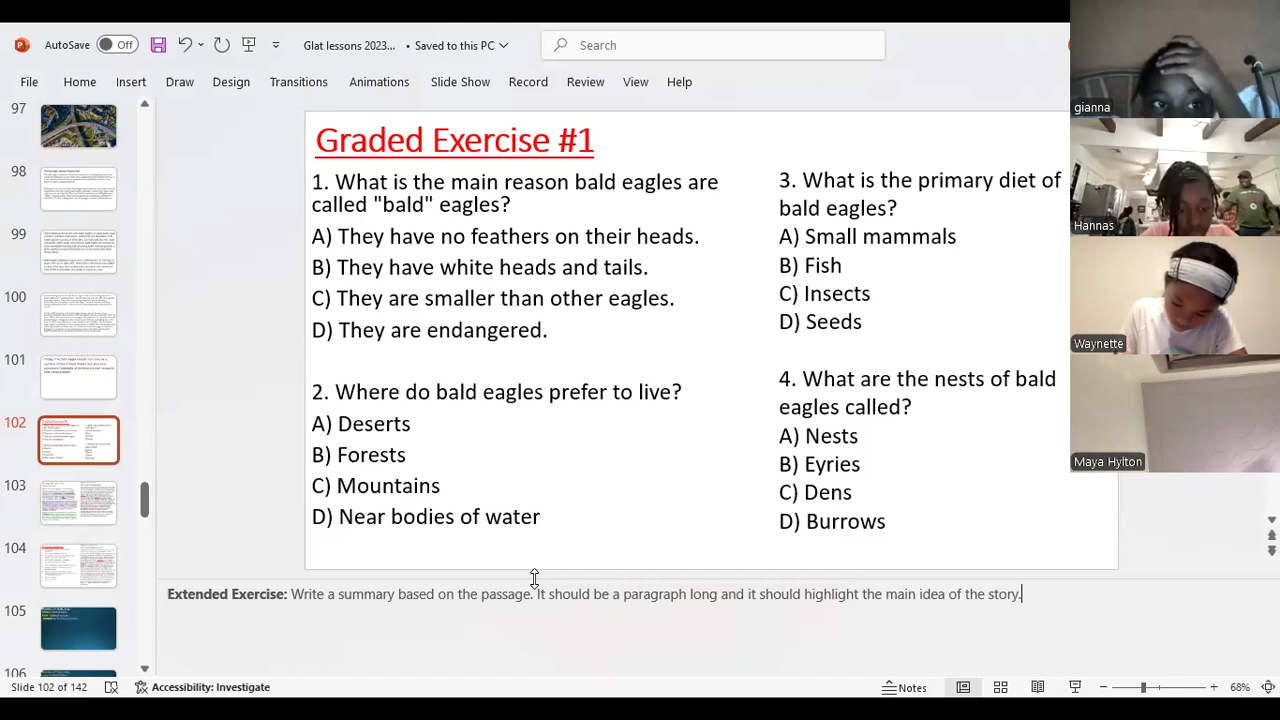 AutoSave Off Glat lessons 2023... • Saved to this PC Search
File Home Insert Draw Design Transitions Animations Slide Show Record Review View Help
97
98
99
100
101
102
103
104
105
106
Graded Exercise #1
1. What is the main reason bald eagles are
called "bald" eagles?
A) They have no feathers on their heads.
B) They have white heads and tails.
C) They are smaller than other eagles.
D) They are endangered.
2. Where do bald eagles prefer to live?
A) Deserts
B) Forests
C) Mountains
D) Near bodies of water
3. What is the primary diet of
bald eagles?
A) Small mammals
B) Fish
C) Insects
D) Seeds
4. What are the nests of bald
eagles called?
A) Nests
B) Eyries
C) Dens
D) Burrows
Extended Exercise: Write a summary based on the passage. It should be a paragraph long and it should highlight the main idea of the story.
gianna
Hannas
Waynette
Maya Hylton
Slide 102 of 142 Accessibility: Investigate Notes 68%